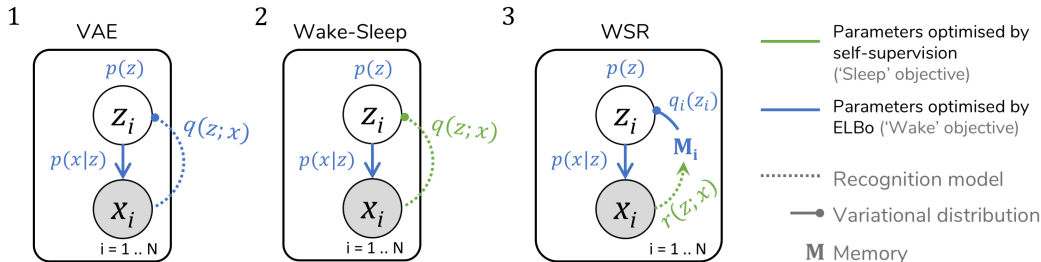 1
VAE
p(z)
z_i
q(z; x)
p(x|z)
x_i
i = 1 .. N
2
Wake-Sleep
p(z)
z_i
q(z; x)
p(x|z)
x_i
i = 1 .. N
3
WSR
p(z)
z_i
q_i(z_i)
p(x|z)
M_i
r(z; x)
x_i
i = 1 .. N
Parameters optimised by
self-supervision
(‘Sleep’ objective)
Parameters optimised by
ELBo (‘Wake’ objective)
Recognition model
Variational distribution
M Memory